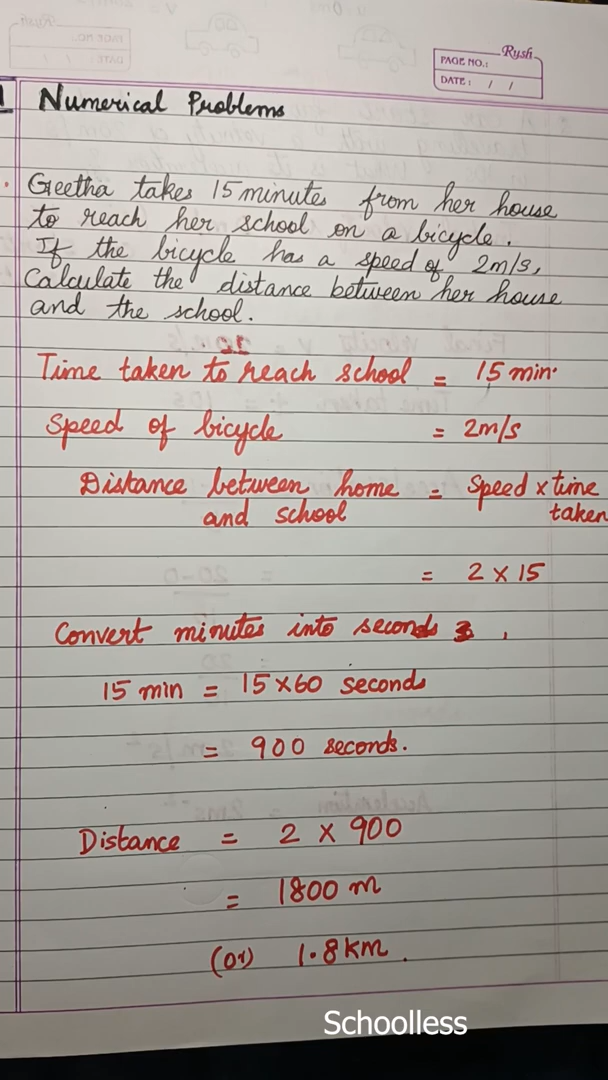 Rysh
PAGE NO.:
DATE: / /
1 Numerical Problems
Geetha takes 15 minutes from her house
to reach her school on a bicycle.
If the bicycle has a speed of 2m/s,
Calculate the distance between her house
and the school.
Time taken to reach school = 15 min.
Speed of bicycle = 2m/s
Distance between home = Speed x time
and school taken
= 2 x 15
Convert minutes into seconds.
15 min = 15x60 seconds
= 900 seconds.
Distance = 2 x 900
= 1800 m
(or) 1.8 km.
Schoolless